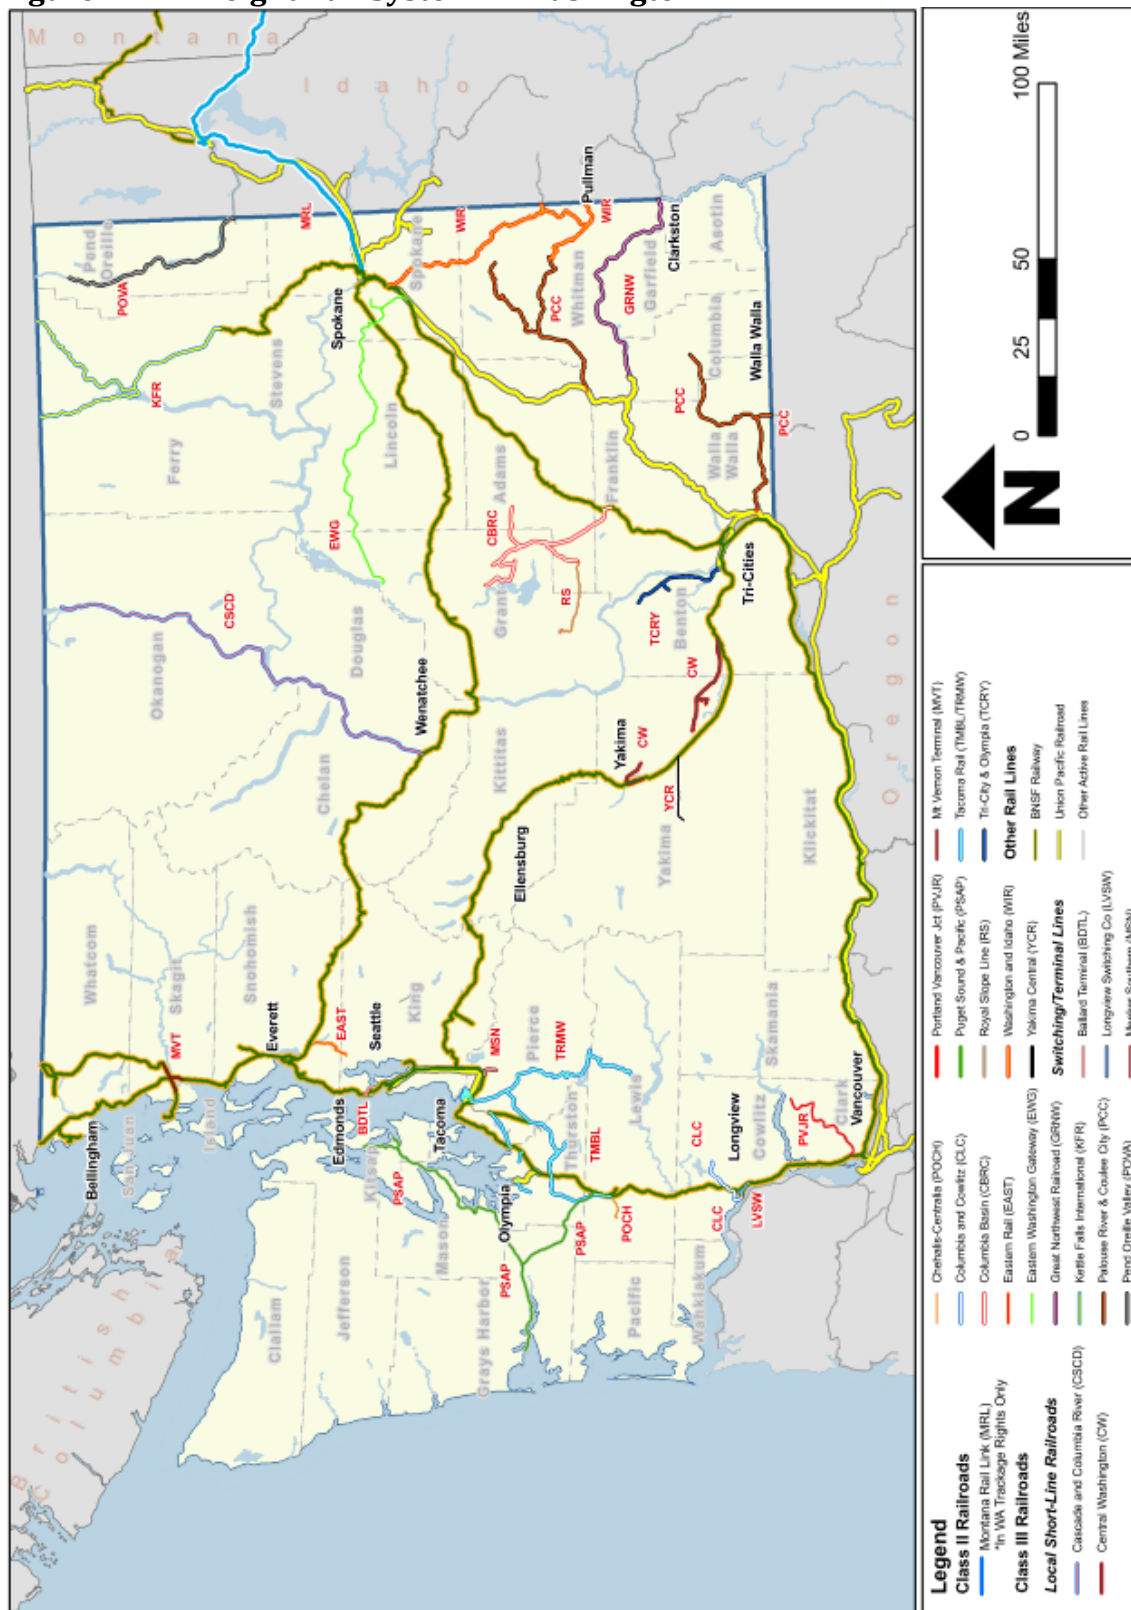 Montana
Idaho
British
Columbia
Oregon
Whatcom
San Juan
Skagit
Island
Snohomish
Okanogan
Ferry
Stevens
Pend
Oreille
Clallam
Jefferson
Kitsap
Mason
King
Chelan
Douglas
Lincoln
Spokane
Grays Harbor
Pierce
Thurston
Kittitas
Grant
Adams
Whitman
Pacific
Lewis
Yakima
Benton
Franklin
Walla
Walla
Columbia
Garfield
Asotin
Wahkiakum
Cowlitz
Skamania
Clark
Klickitat
Bellingham
Everett
Edmonds
Seattle
Tacoma
Olympia
Longview
Vancouver
Wenatchee
Ellensburg
Yakima
Tri-Cities
Spokane
Pullman
Clarkston
Walla Walla
MVT
CSCD
KFR
POVA
MRL
EAST
BDTL
PSAP
PSAP
PSAP
MSN
TRMW
TMBL
POCH
CLC
CLC
LVSW
PVJR
EWG
CBRC
RS
TCRY
CW
CW
YCR
WIR
WIR
PCC
PCC
PCC
GRNW
N
0
25
50
100 Miles
Legend
Class II Railroads
Montana Rail Link (MRL)
*In WA Trackage Rights Only
Class III Railroads
Local Short-Line Railroads
Cascade and Columbia River (CSCD)
Central Washington (CW)
Chehalis-Centralia (POCH)
Columbia and Cowlitz (CLC)
Columbia Basin (CBRC)
Eastern Rail (EAST)
Eastern Washington Gateway (EWG)
Great Northwest Railroad (GRNW)
Kettle Falls International (KFR)
Palouse River & Coulee City (PCC)
Pend Oreille Valley (POVA)
Portland Vancouver Jct (PVJR)
Puget Sound & Pacific (PSAP)
Royal Slope Line (RS)
Washington and Idaho (WIR)
Yakima Central (YCR)
Switching/Terminal Lines
Ballard Terminal (BDTL)
Longview Switching Co (LVSW)
Mt Vernon Terminal (MVT)
Tacoma Rail (TMBL/TRMW)
Tri-City & Olympia (TCRY)
Other Rail Lines
BNSF Railway
Union Pacific Railroad
Other Active Rail Lines